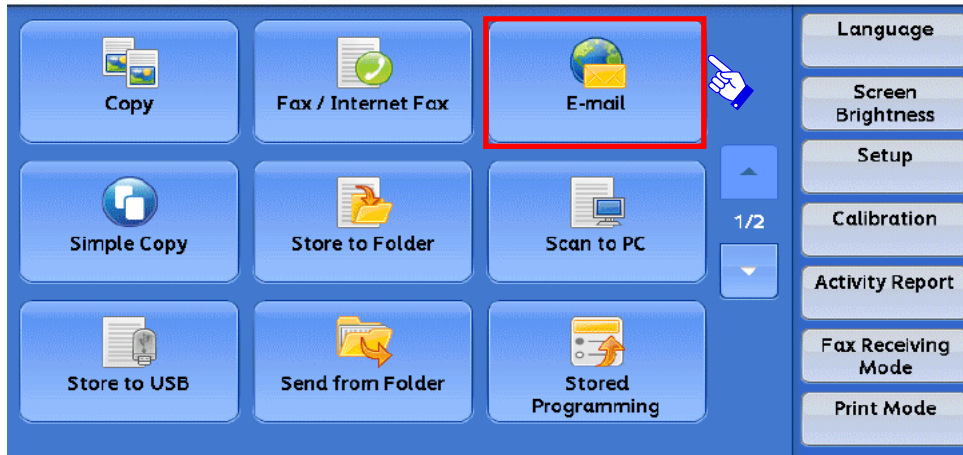 Copy
Fax / Internet Fax
E-mail
Simple Copy
Store to Folder
Scan to PC
Store to USB
Send from Folder
Stored
Programming
1/2
Language
Screen
Brightness
Setup
Calibration
Activity Report
Fax Receiving
Mode
Print Mode